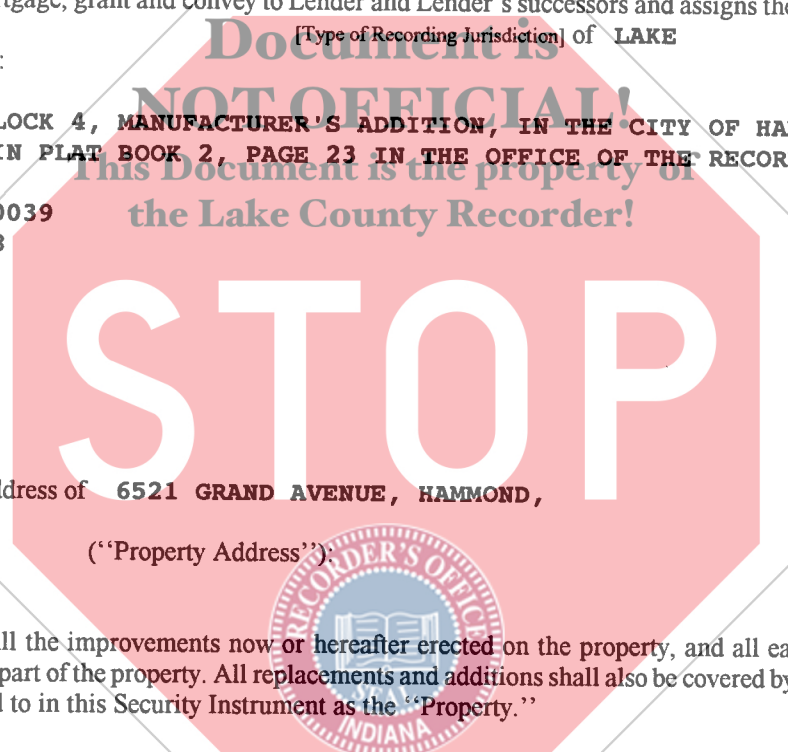 rtgage, grant and convey to Lender and Lender's successors and assigns the
Document is
[Type of Recording Jurisdiction] of LAKE
:
NOT OFFICIAL!
LOCK 4, MANUFACTURER'S ADDITION, IN THE CITY OF HA
IN PLAT BOOK 2, PAGE 23 IN THE OFFICE OF THE RECOR
This Document is the property of
0039
the Lake County Recorder!
3
STOP
ddress of 6521 GRAND AVENUE, HAMMOND,
(‘‘Property Address’’):
RECORDER'S OFFICE
ll the improvements now or hereafter erected on the property, and all ea
part of the property. All replacements and additions shall also be covered by
SEAL
d to in this Security Instrument as the ‘‘Property.’’
INDIANA